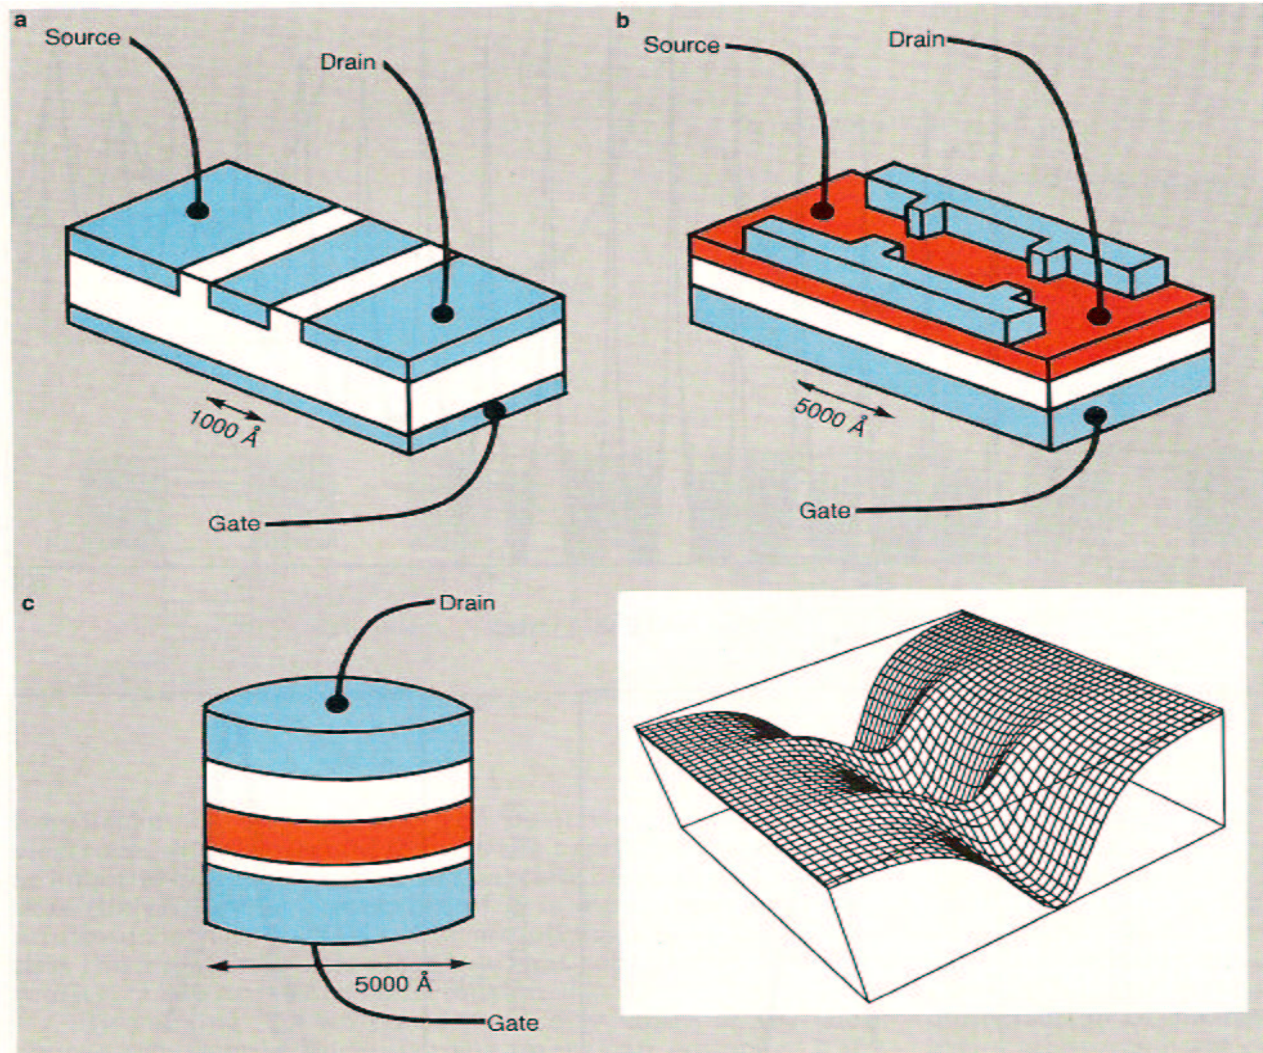 a
Source
Drain
1000 Å
Gate
b
Source
Drain
5000 Å
Gate
c
Drain
5000 Å
Gate